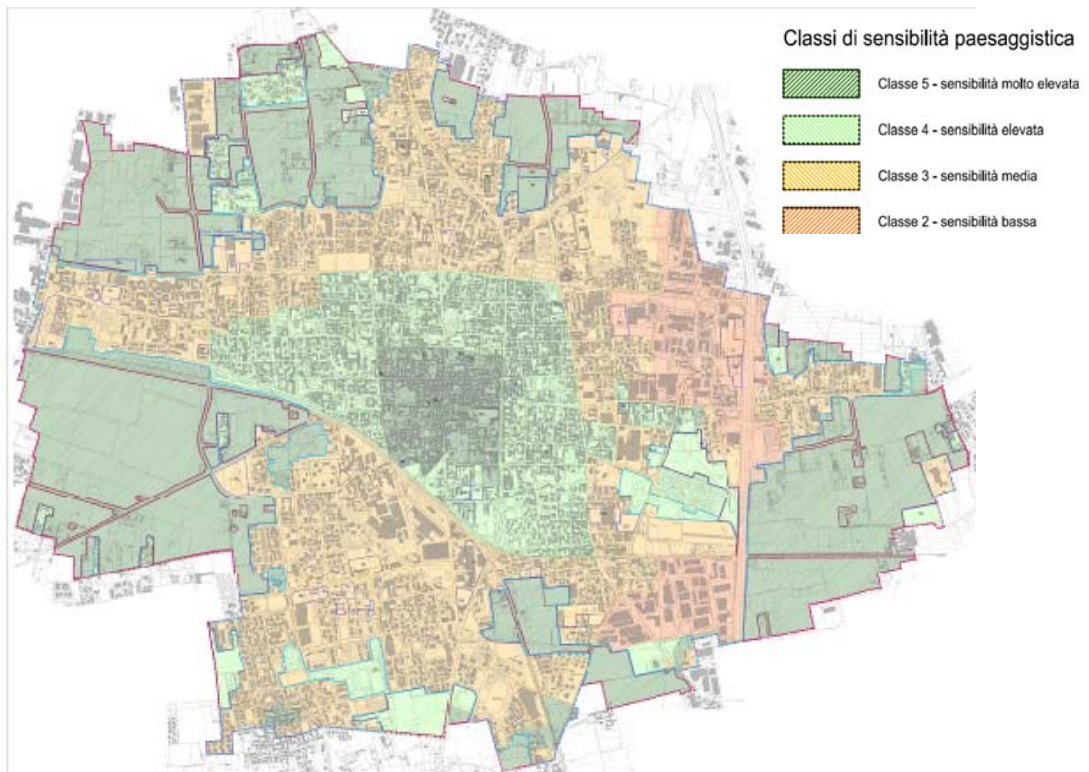 Classi di sensibilità paesaggistica
Classe 5 - sensibilità molto elevata
Classe 4 - sensibilità elevata
Classe 3 - sensibilità media
Classe 2 - sensibilità bassa